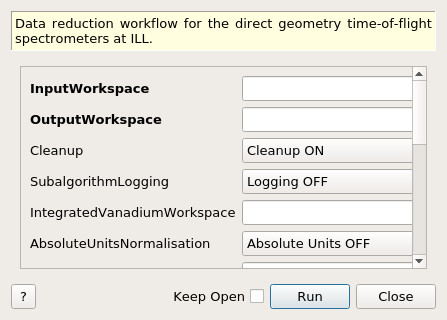 Data reduction workflow for the direct geometry time-of-flight
spectrometers at ILL.
InputWorkspace
OutputWorkspace
Cleanup Cleanup ON
SubalgorithmLogging Logging OFF
IntegratedVanadiumWorkspace
AbsoluteUnitsNormalisation Absolute Units OFF
? Keep Open Run Close